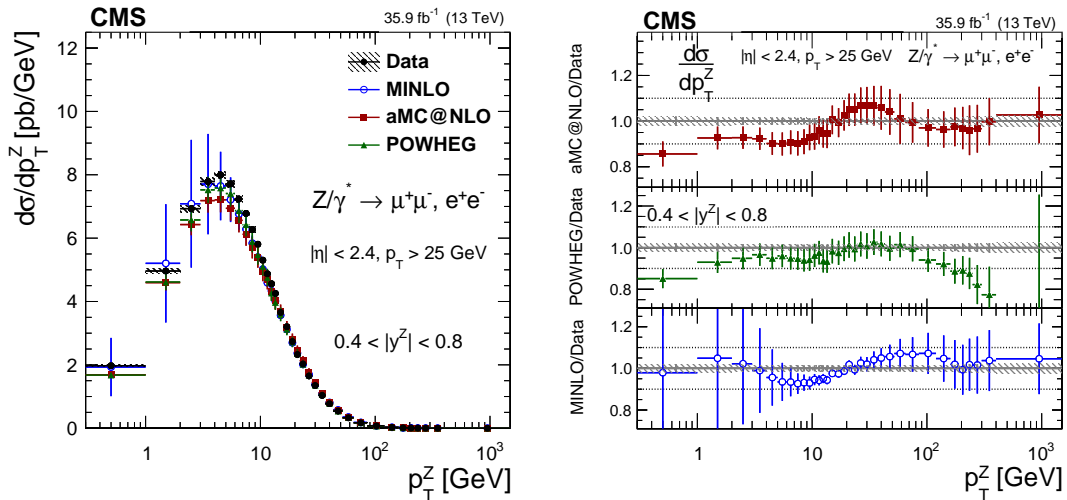 CMS
35.9 fb⁻¹ (13 TeV)
dσ/dp_T^Z [pb/GeV]
12
10
8
6
4
2
0
Data
MINLO
aMC@NLO
POWHEG
Z/γ* → μ⁺μ⁻, e⁺e⁻
|η| < 2.4, p_T > 25 GeV
0.4 < |y^Z| < 0.8
1
10
10²
10³
p_T^Z [GeV]
CMS
35.9 fb⁻¹ (13 TeV)
dσ/dp_T^Z
|η| < 2.4, p_T > 25 GeV
Z/γ* → μ⁺μ⁻, e⁺e⁻
aMC@NLO/Data
1.2
1.0
0.8
0.4 < |y^Z| < 0.8
POWHEG/Data
1.2
1.0
0.8
MINLO/Data
1.2
1.0
0.8
1
10
10²
10³
p_T^Z [GeV]